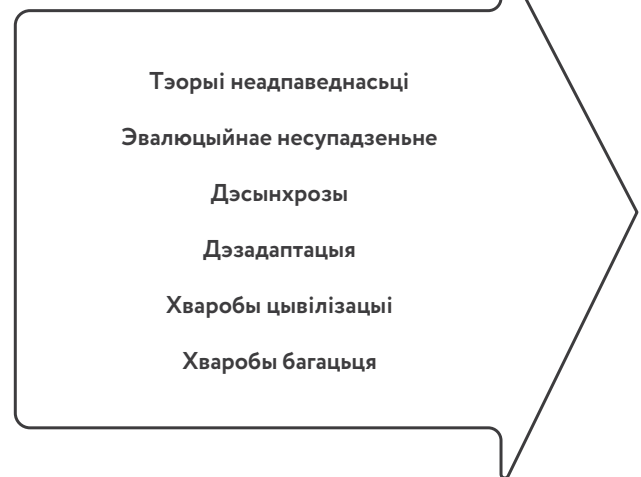 Тэорыі неадпаведнасьці
Эвалюцыйнае несупадзеньне
Дэсынхрозы
Дэзадаптацыя
Хваробы цывілізацыі
Хваробы багацьця